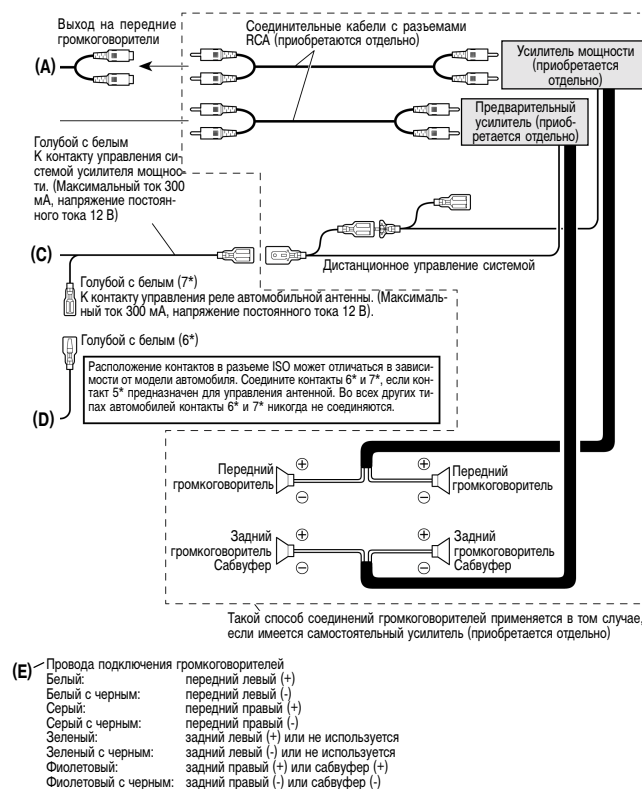 Выход на передние
громкоговорители
Соединительные кабели с разъемами
RCA (приобретаются отдельно)
(A)
Усилитель мощности
(приобретается
отдельно)
Предварительный
усилитель (приоб-
ретается отдельно)
Голубой с белым
К контакту управления си-
стемой усилителя мощнос-
ти. (Максимальный ток 300
мА, напряжение постоян-
ного тока 12 В)
(C)
Дистанционное управление системой
Голубой с белым (7*)
К контакту управления реле автомобильной антенны. (Максималь-
ный ток 300 мА, напряжение постоянного тока 12 В).
Голубой с белым (6*)
Расположение контактов в разъеме ISO может отличаться в зависи-
мости от модели автомобиля. Соедините контакты 6* и 7*, если кон-
такт 5* предназначен для управления антенной. Во всех других ти-
пах автомобилей контакты 6* и 7* никогда не соединяются.
(D)
Передний
громкоговоритель
+
-
+
-
Передний
громкоговоритель
Задний
громкоговоритель
Сабвуфер
+
-
+
-
Задний
громкоговоритель
Сабвуфер
Такой способ соединений громкоговорителей применяется в том случае,
если имеется самостоятельный усилитель (приобретается отдельно)
(E)
Провода подключения громкоговорителей
Белый: передний левый (+)
Белый с черным: передний левый (-)
Серый: передний правый (+)
Серый с черным: передний правый (-)
Зеленый: задний левый (+) или не используется
Зеленый с черным: задний левый (-) или не используется
Фиолетовый: задний правый (+) или сабвуфер (+)
Фиолетовый с черным: задний правый (-) или сабвуфер (-)